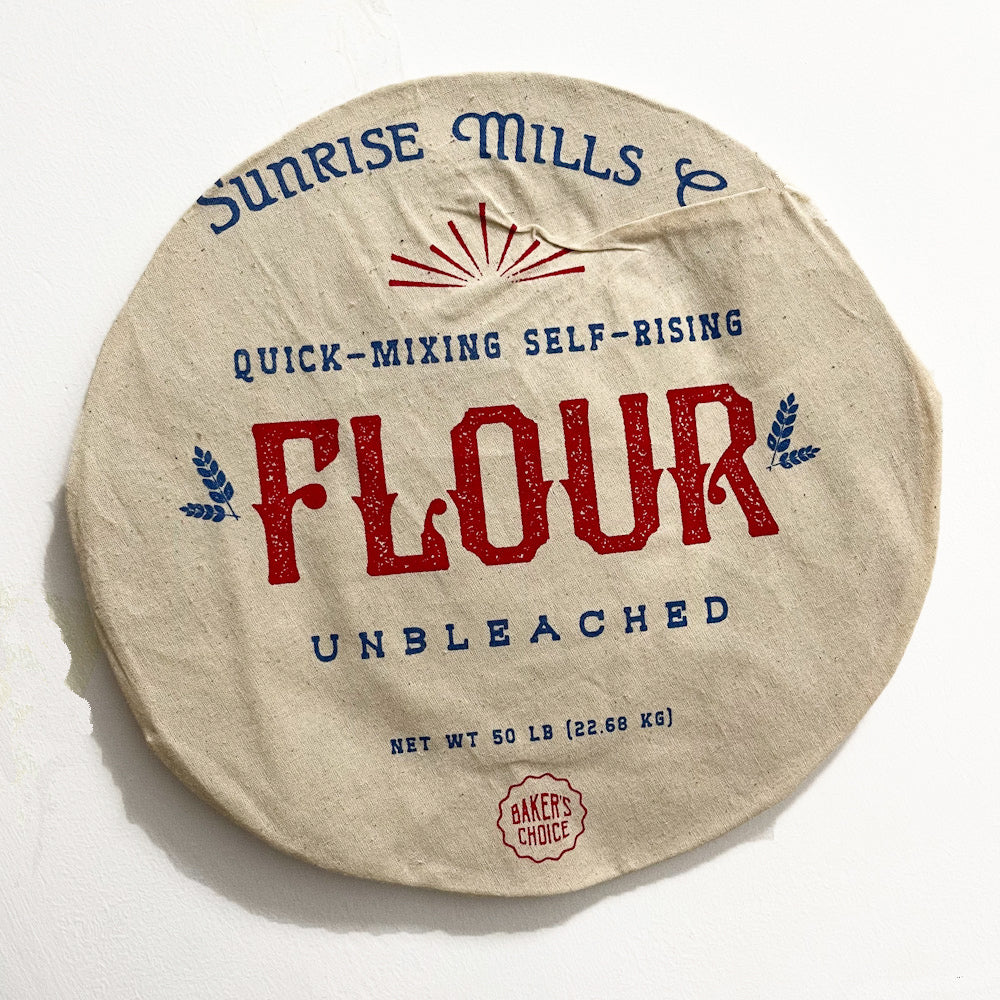 Sunrise Mills C
QUICK-MIXING SELF-RISING
FLOUR
UNBLEACHED
NET WT 50 LB (22.68 KG)
BAKER'S
CHOICE